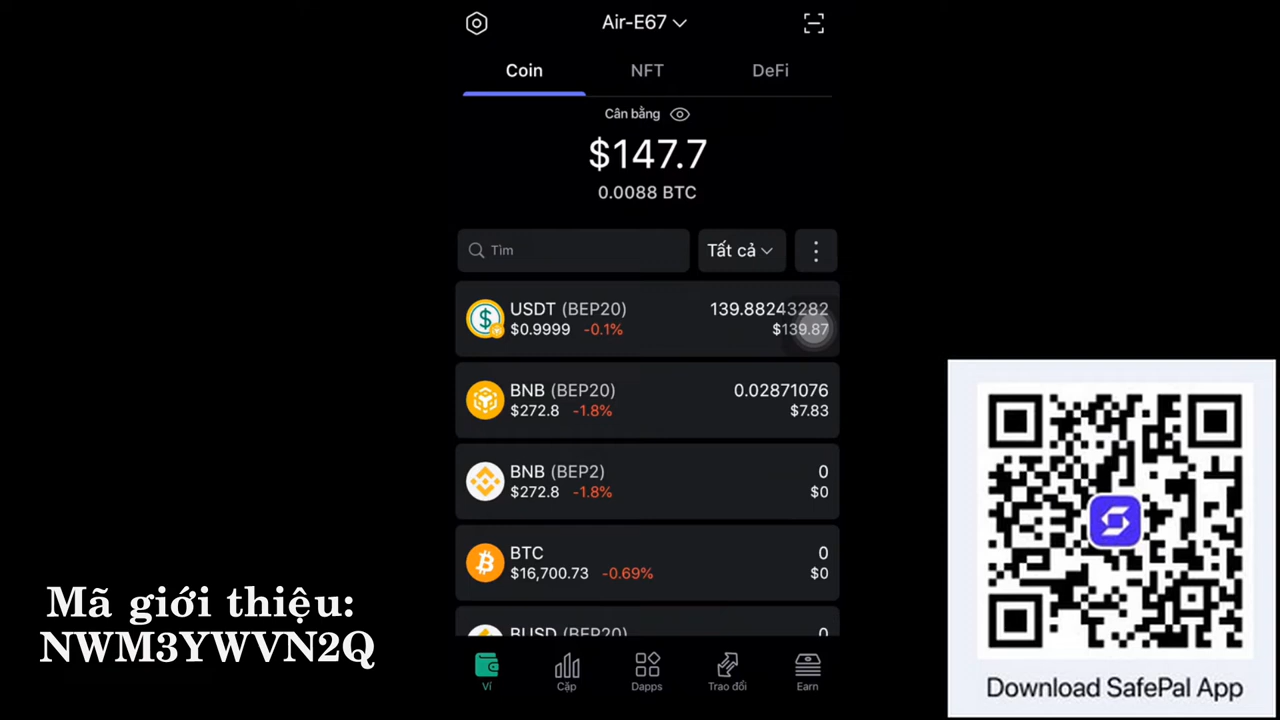 Air-E67
Coin NFT DeFi
Cân bằng
$147.7
0.0088 BTC
Tìm Tất cả
USDT (BEP20) 139.88243282
$0.9999 -0.1% $139.87
BNB (BEP20) 0.02871076
$272.8 -1.8% $7.83
BNB (BEP2) 0
$272.8 -1.8% $0
BTC 0
$16,700.73 -0.69% $0
BUSD (BEP20) 0
Ví Cặp Dapps Trao đổi Earn
Mã giới thiệu:
NWM3YWVN2Q
Download SafePal App